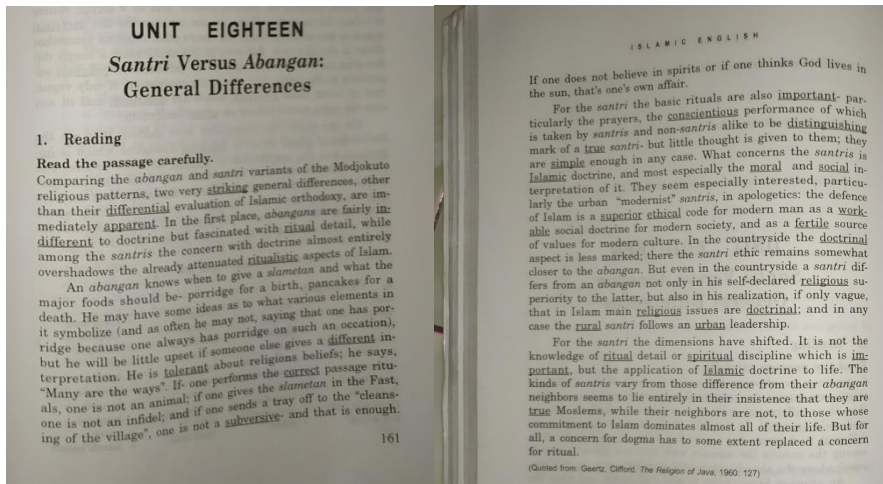 UNIT EIGHTEEN
Santri Versus Abangan:
General Differences
1. Reading
Read the passage carefully.
Comparing the abangan and santri variants of the Modjokuto
religious patterns, two very striking general differences, other
than their differential evaluation of Islamic orthodoxy, are im-
mediately apparent. In the first place, abangans are fairly in-
different to doctrine but fascinated with ritual detail, while
among the santris the concern with doctrine almost entirely
overshadows the already attenuated ritualistic aspects of Islam.
An abangan knows when to give a slametan and what the
major foods should be- porridge for a birth, pancakes for a
death. He may have some ideas as to what various elements in
it symbolize (and as often he may not, saying that one has por-
ridge because one always has porridge on such an occation),
but he will be little upset if someone else gives a different in-
terpretation. He is tolerant about religions beliefs; he says,
"Many are the ways". If- one performs the correct passage ritu-
als, one is not an animal; if one gives the slametan in the Fast,
one is not an infidel; and if one sends a tray off to the "cleans-
ing of the village", one is not a subversive- and that is enough.
161
ISLAMIC ENGLISH
If one does not believe in spirits or if one thinks God lives in
the sun, that's one's own affair.
For the santri the basic rituals are also important- par-
ticularly the prayers, the conscientious performance of which
is taken by santris and non-santris alike to be distinguishing
mark of a true santri- but little thought is given to them; they
are simple enough in any case. What concerns the santris is
Islamic doctrine, and most especially the moral and social in-
terpretation of it. They seem especially interested, particu-
larly the urban "modernist" santris, in apologetics: the defence
of Islam is a superior ethical code for modern man as a work-
able social doctrine for modern society, and as a fertile source
of values for modern culture. In the countryside the doctrinal
aspect is less marked; there the santri ethic remains somewhat
closer to the abangan. But even in the countryside a santri dif-
fers from an abangan not only in his self-declared religious su-
periority to the latter, but also in his realization, if only vague,
that in Islam main religious issues are doctrinal; and in any
case the rural santri follows an urban leadership.
For the santri the dimensions have shifted. It is not the
knowledge of ritual detail or spiritual discipline which is im-
portant, but the application of Islamic doctrine to life. The
kinds of santris vary from those difference from their abangan
neighbors seems to lie entirely in their insistence that they are
true Moslems, while their neighbors are not, to those whose
commitment to Islam dominates almost all of their life. But for
all, a concern for dogma has to some extent replaced a concern
for ritual.
(Quoted from: Geertz, Clifford. The Religion of Java, 1960: 127)